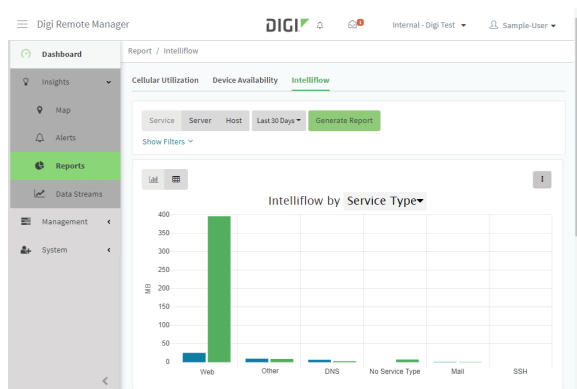 Digi Remote Manager
DIGI
Internal - Digi Test
Sample-User
Dashboard
Insights
Map
Alerts
Reports
Data Streams
Management
System
Report / Intelliflow
Cellular Utilization Device Availability Intelliflow
Service Server Host Last 30 Days Generate Report
Show Filters
Intelliflow by Service Type
400
350
300
250
200
150
100
50
0
MB
Web Other DNS No Service Type Mail SSH